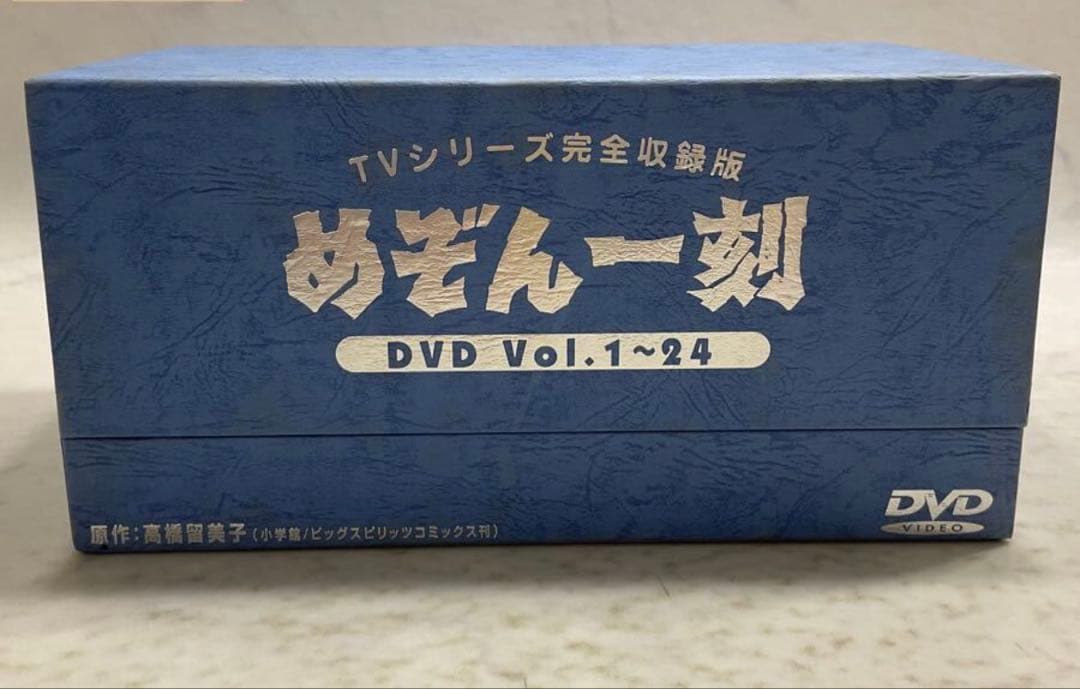 TVシリーズ完全収録版
めぞん一刻
DVD Vol.1~24
DVD
VIDEO
原作:高橋留美子(小学館/ビッグスピリッツコミックス刊)